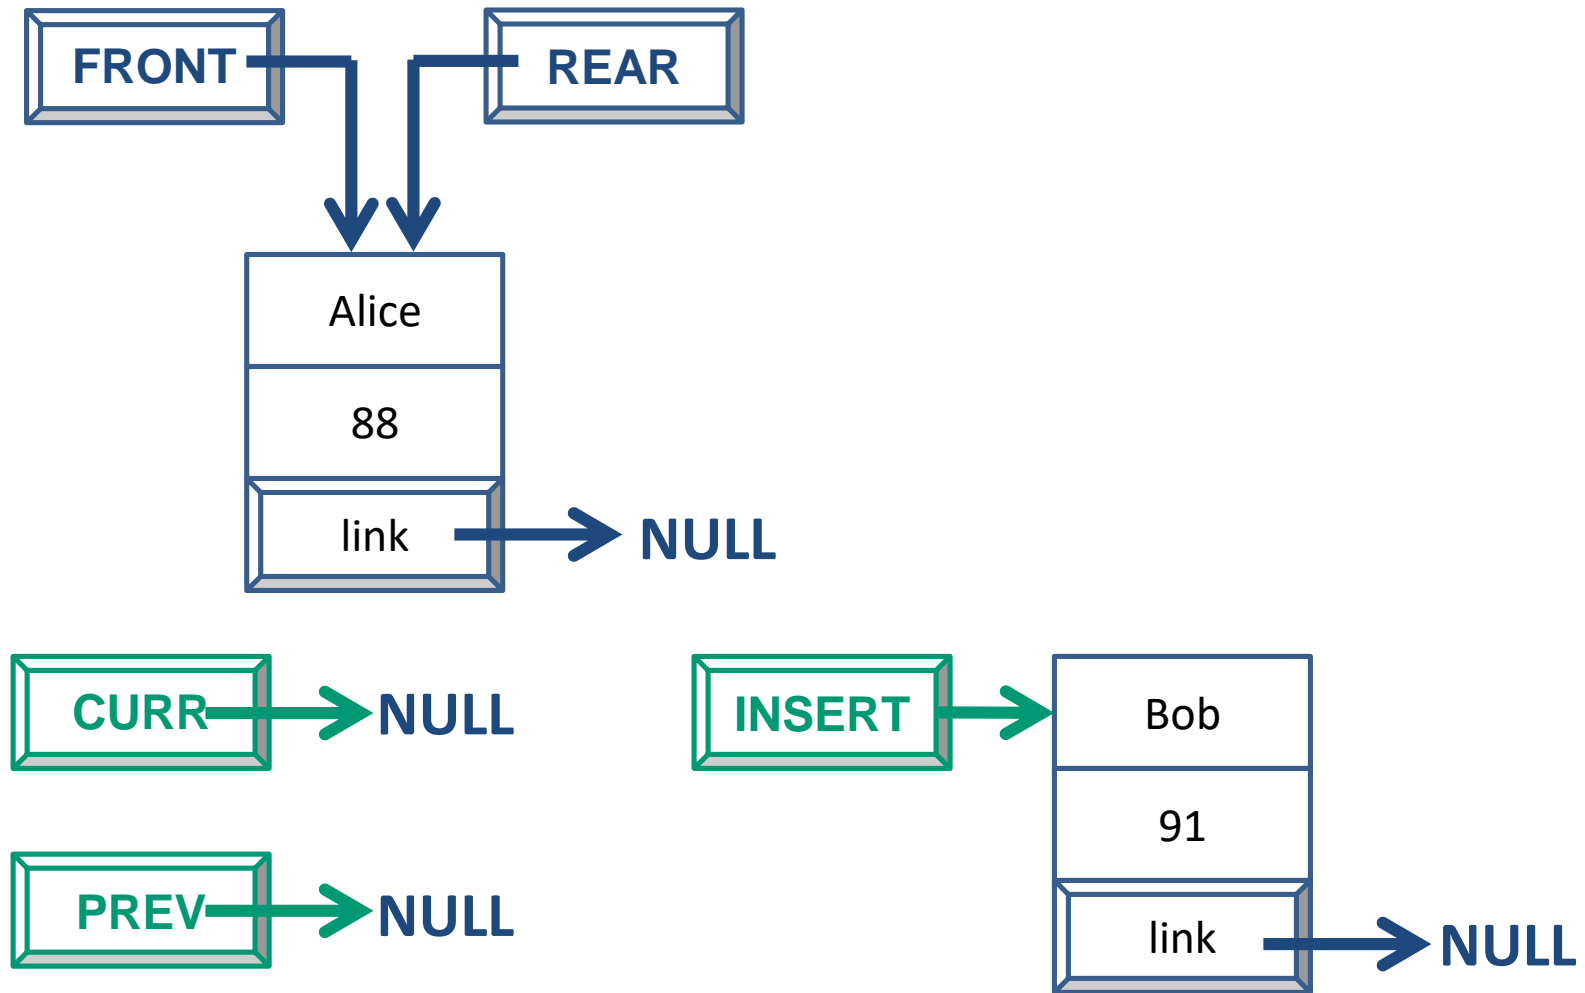 FRONT
REAR
Alice
88
link
NULL
CURR
NULL
INSERT
Bob
91
PREV
NULL
link
NULL